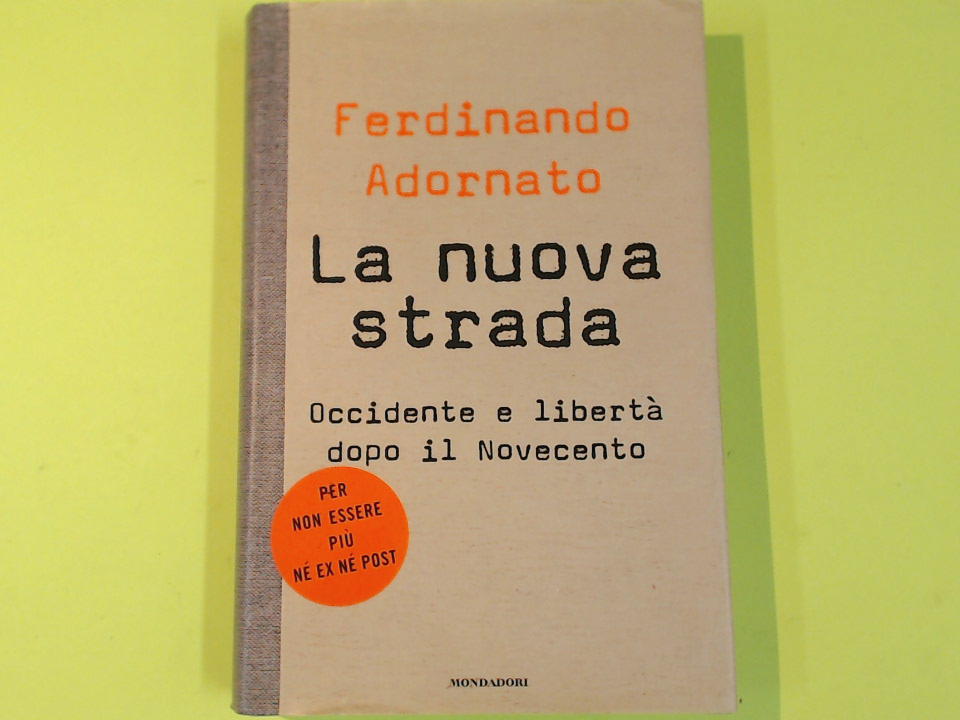 Ferdinando
Adornato
La nuova
strada
Occidente e libertà
dopo il Novecento
PER
NON ESSERE
PIÙ
NÉ EX NÉ POST
MONDADORI